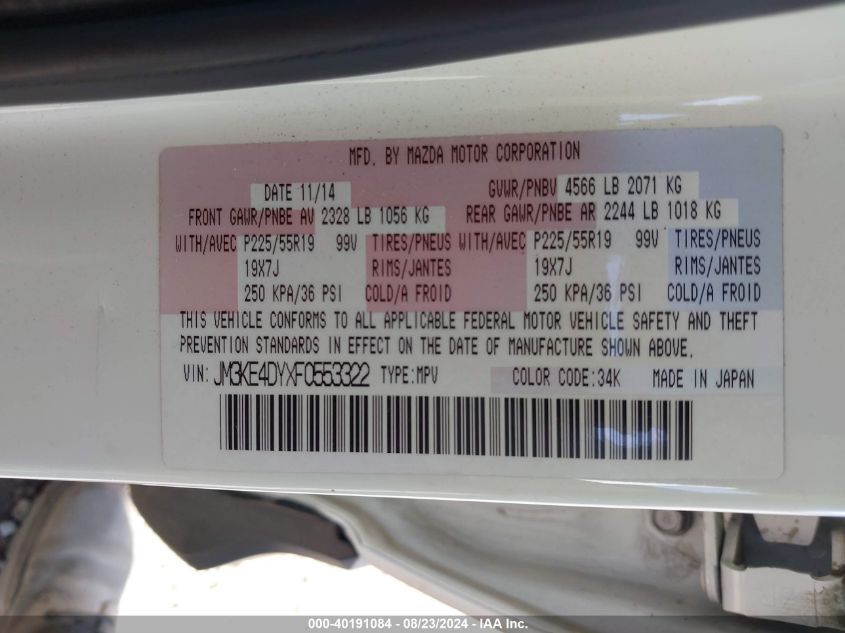 MFD. BY MAZDA MOTOR CORPORATION
DATE 11/14 GVWR/PNBV 4566 LB 2071 KG
FRONT GAWR/PNBE AV 2328 LB 1056 KG REAR GAWR/PNBE AR 2244 LB 1018 KG
WITH/AVEC P225/55R19 99V TIRES/PNEUS WITH/AVEC P225/55R19 99V TIRES/PNEUS
19X7J RIMS/JANTES 19X7J RIMS/JANTES
250 KPA/36 PSI COLD/A FROID 250 KPA/36 PSI COLD/A FROID
THIS VEHICLE CONFORMS TO ALL APPLICABLE FEDERAL MOTOR VEHICLE SAFETY AND THEFT
PREVENTION STANDARDS IN EFFECT ON THE DATE OF MANUFACTURE SHOWN ABOVE.
VIN: JM3KE4DYXF0553322 TYPE:MPV COLOR CODE:34K MADE IN JAPAN
000-40191084 / 08/23/2024 - IAAI.COM - COPYRIGHT IAA, LLC.